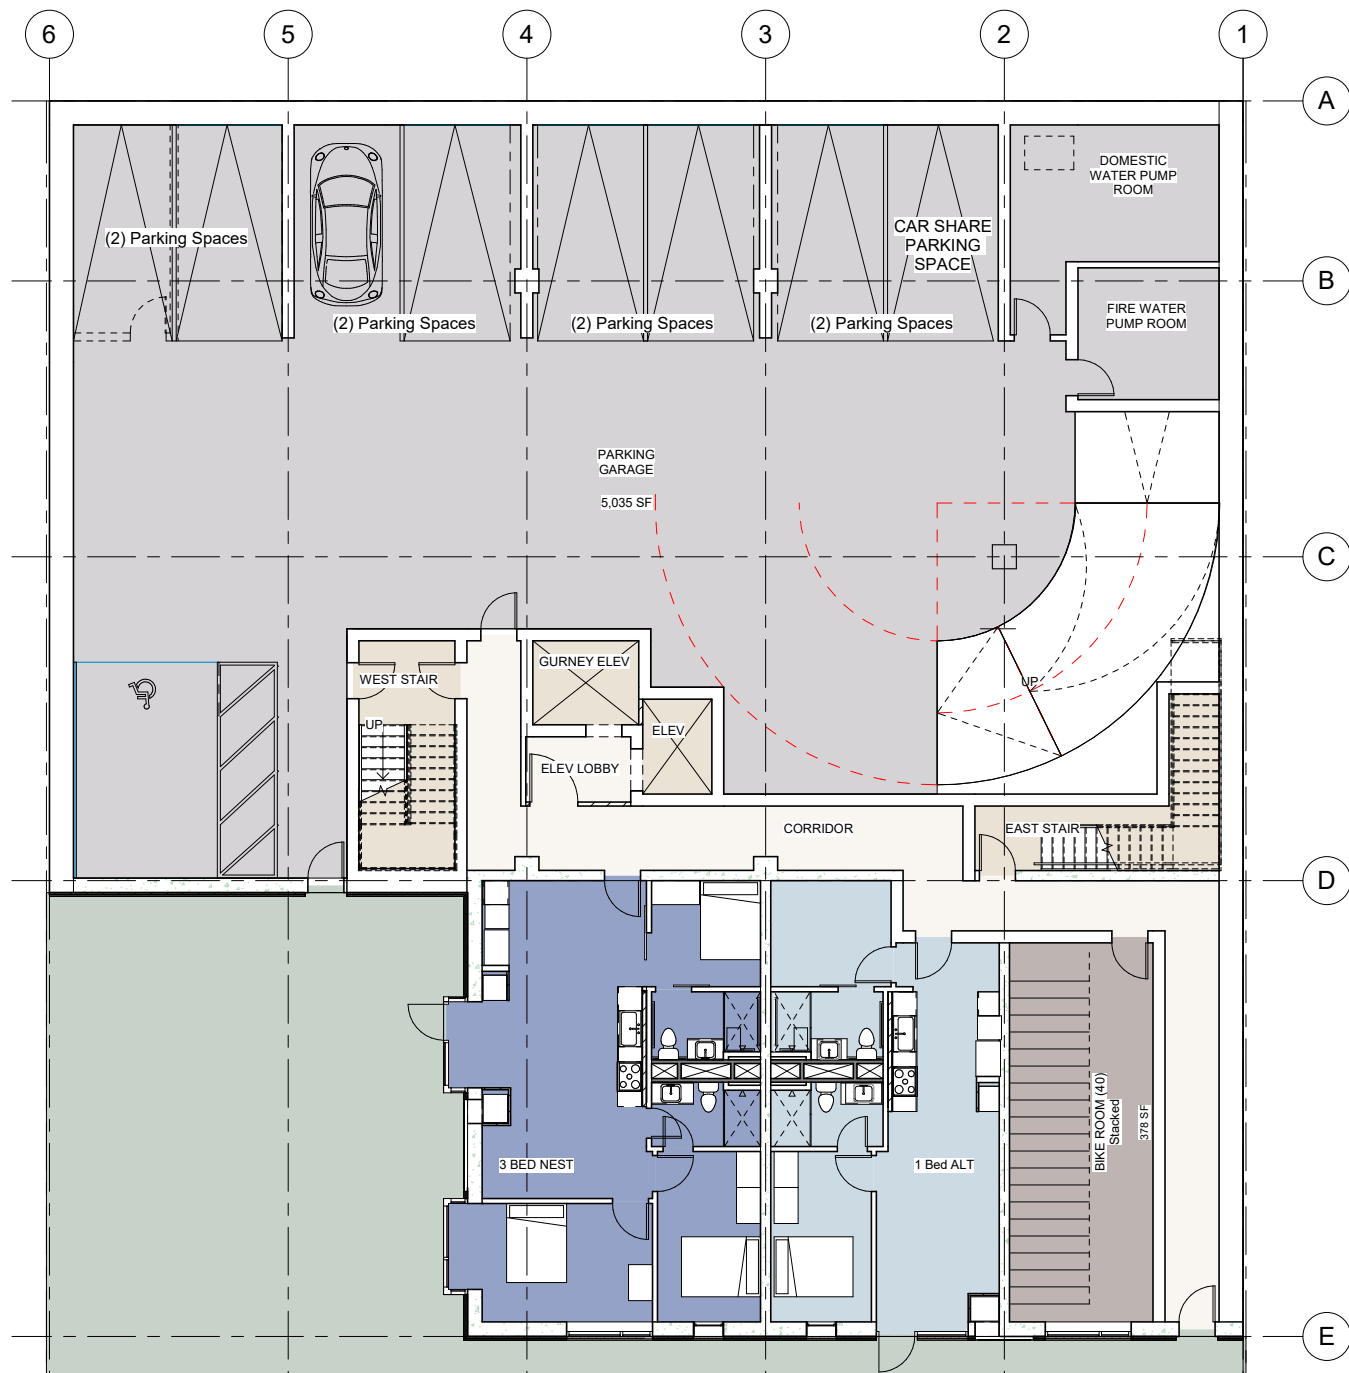 6
5
4
3
2
1
A
DOMESTIC
WATER PUMP
ROOM
(2) Parking Spaces
CAR SHARE
PARKING
SPACE
B
(2) Parking Spaces
(2) Parking Spaces
(2) Parking Spaces
FIRE WATER
PUMP ROOM
PARKING
GARAGE
5,035 SF
C
GURNEY ELEV
WEST STAIR
UP
UP
ELEV
ELEV LOBBY
CORRIDOR
EAST STAIR
D
BIKE ROOM (40)
Stacked
378 SF
3 BED NEST
1 Bed ALT
E